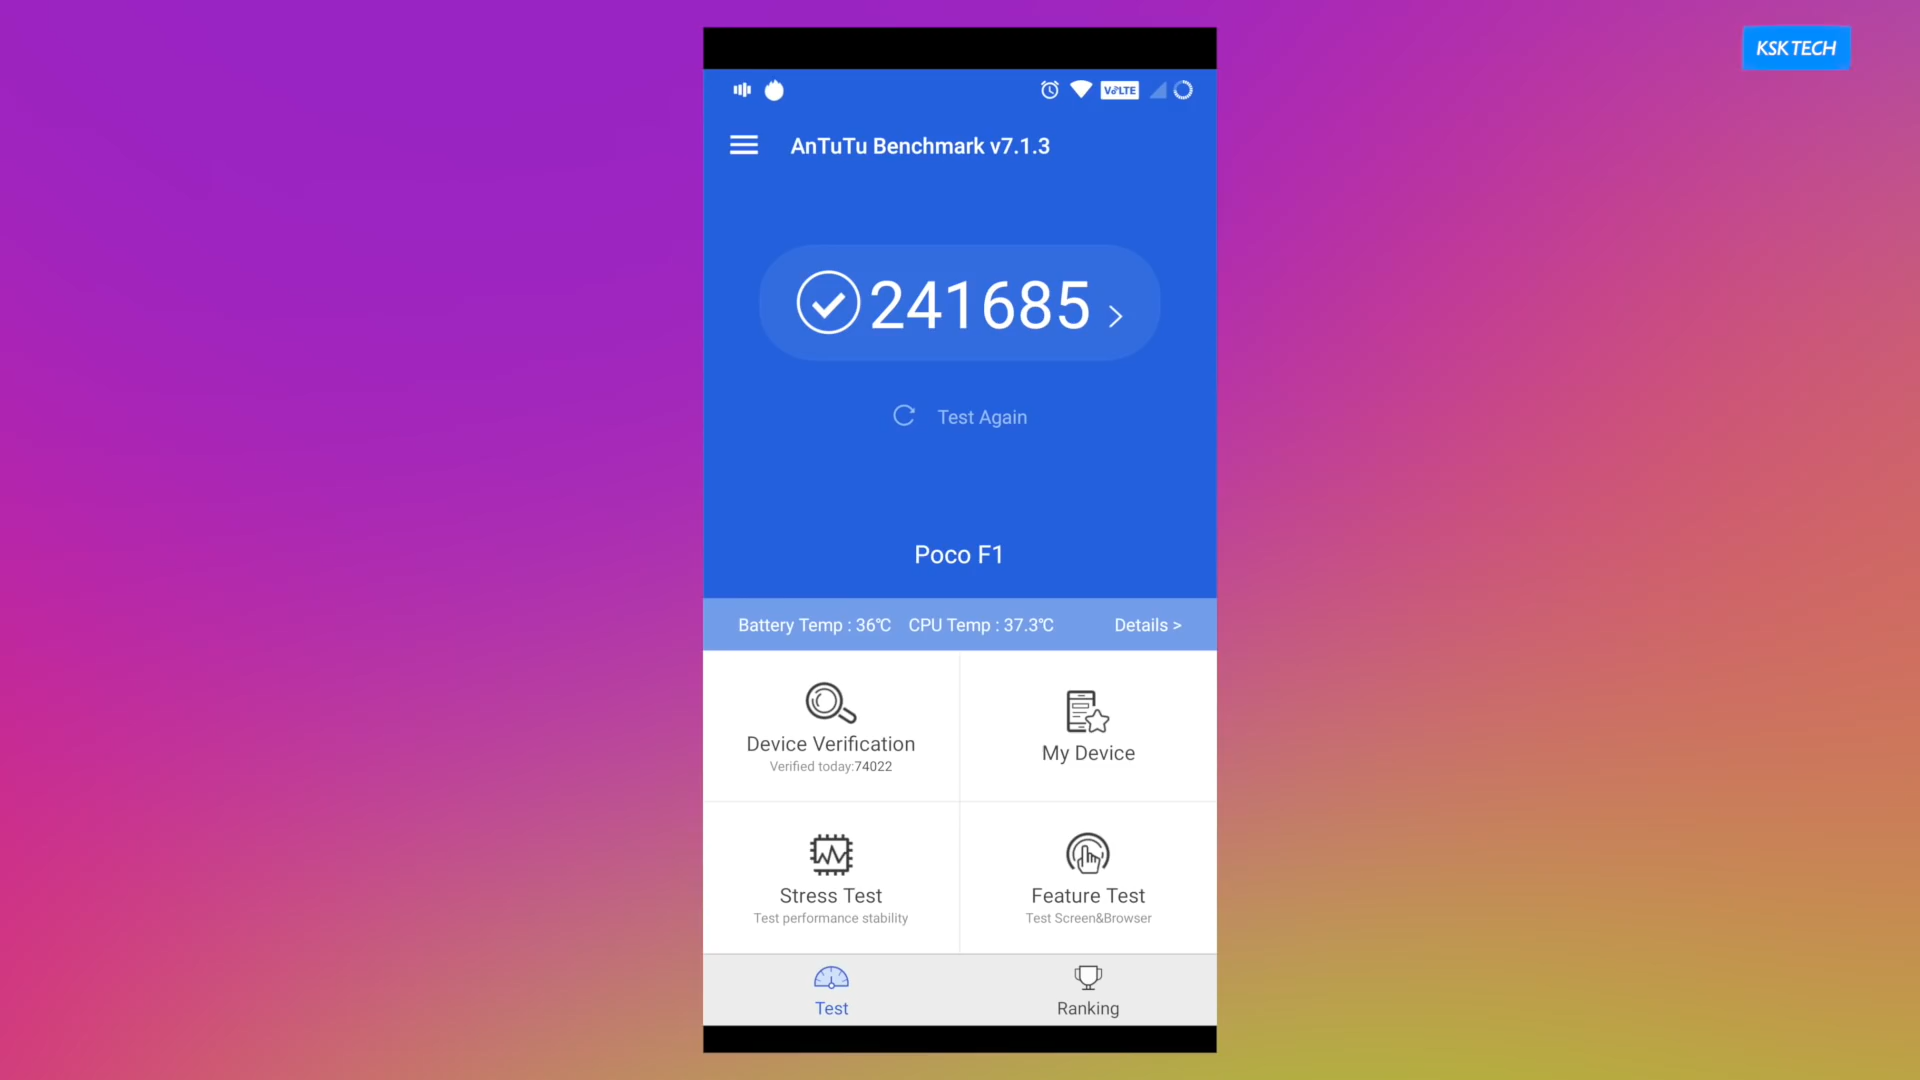 KSK TECH
VoLTE
AnTuTu Benchmark v7.1.3
241685 >
Test Again
Poco F1
Battery Temp : 36℃ CPU Temp : 37.3℃ Details >
Device Verification
Verified today:74022
My Device
Stress Test
Test performance stability
Feature Test
Test Screen&Browser
Test
Ranking